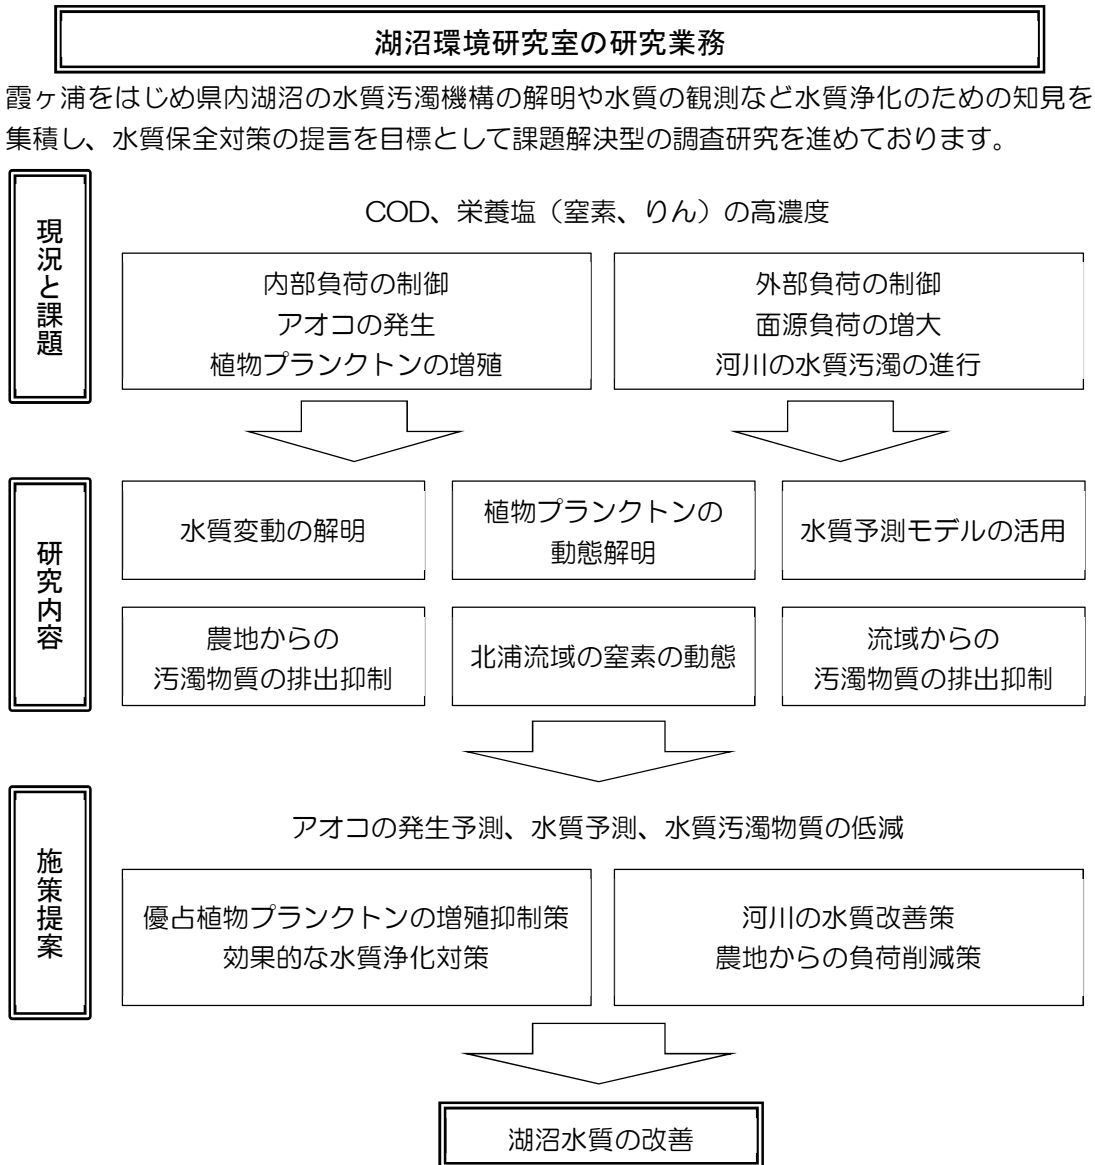 湖沼環境研究室の研究業務
霞ヶ浦をはじめ県内湖沼の水質汚濁機構の解明や水質の観測など水質浄化のための知見を
集積し、水質保全対策の提言を目標として課題解決型の調査研究を進めております。
現況と課題
COD、栄養塩（窒素、りん）の高濃度
内部負荷の制御
アオコの発生
植物プランクトンの増殖
外部負荷の制御
面源負荷の増大
河川の水質汚濁の進行
研究内容
水質変動の解明
植物プランクトンの
動態解明
水質予測モデルの活用
農地からの
汚濁物質の排出抑制
北浦流域の窒素の動態
流域からの
汚濁物質の排出抑制
施策提案
アオコの発生予測、水質予測、水質汚濁物質の低減
優占植物プランクトンの増殖抑制策
効果的な水質浄化対策
河川の水質改善策
農地からの負荷削減策
湖沼水質の改善